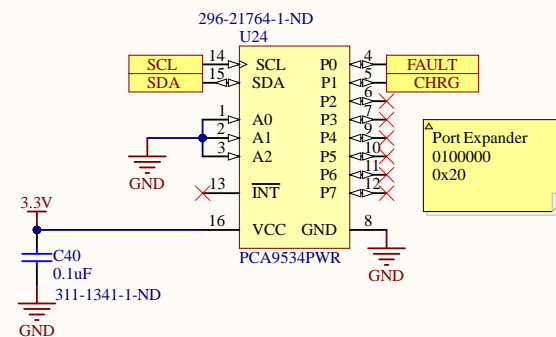 296-21764-1-ND
U24
SCL 14 SCL P0 4 FAULT
SDA 15 SDA P1 5 CHRG
P2 6
1 A0 P3 7
2 A1 P4 9
3 A2 P5 10
P6 11
13 INT P7 12
GND
16 VCC GND 8
PCA9534PWR
GND
3.3V
C40
0.1uF
311-1341-1-ND
GND
Port Expander
0100000
0x20